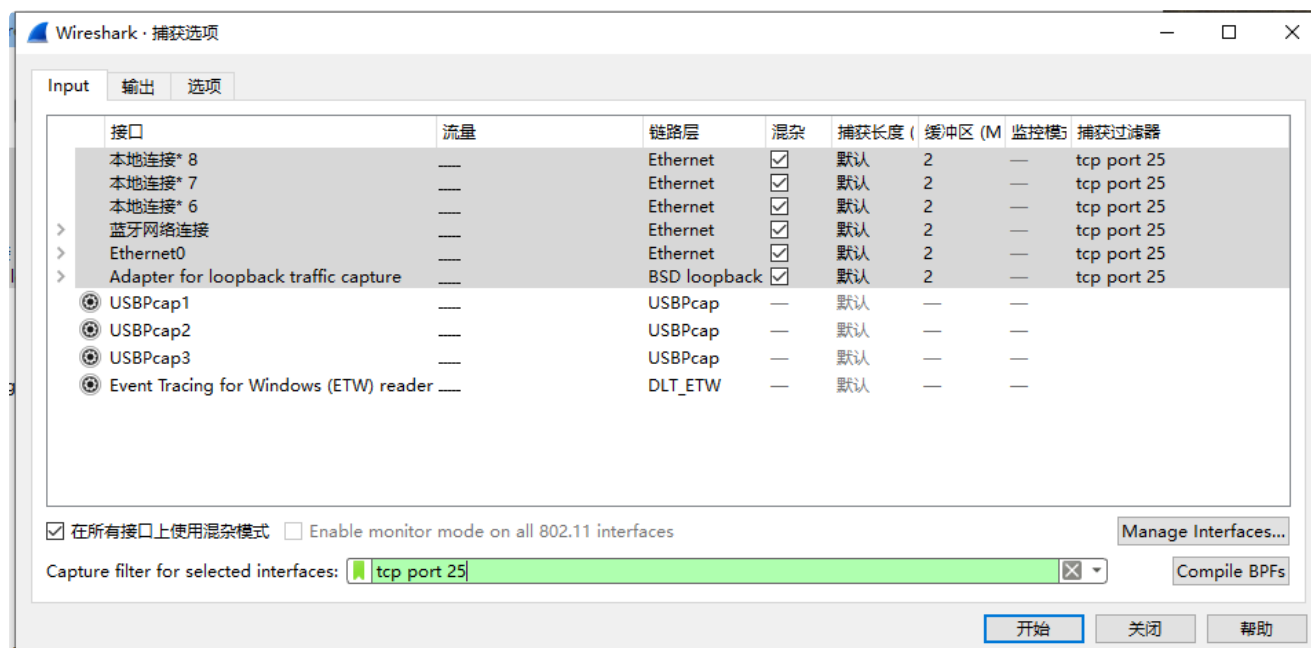 Wireshark · 捕获选项
Input 输出 选项
接口 流量 链路层 混杂 捕获长度 ( 缓冲区 (M 监控模 捕获过滤器
本地连接* 8 Ethernet 默认 2 — tcp port 25
本地连接* 7 Ethernet 默认 2 — tcp port 25
本地连接* 6 Ethernet 默认 2 — tcp port 25
蓝牙网络连接 Ethernet 默认 2 — tcp port 25
Ethernet0 Ethernet 默认 2 — tcp port 25
Adapter for loopback traffic capture BSD loopback 默认 2 — tcp port 25
USBPcap1 USBPcap — 默认 — —
USBPcap2 USBPcap — 默认 — —
USBPcap3 USBPcap — 默认 — —
Event Tracing for Windows (ETW) reader DLT_ETW — 默认 — —
在所有接口上使用混杂模式 Enable monitor mode on all 802.11 interfaces Manage Interfaces...
Capture filter for selected interfaces: tcp port 25 Compile BPFs
开始 关闭 帮助